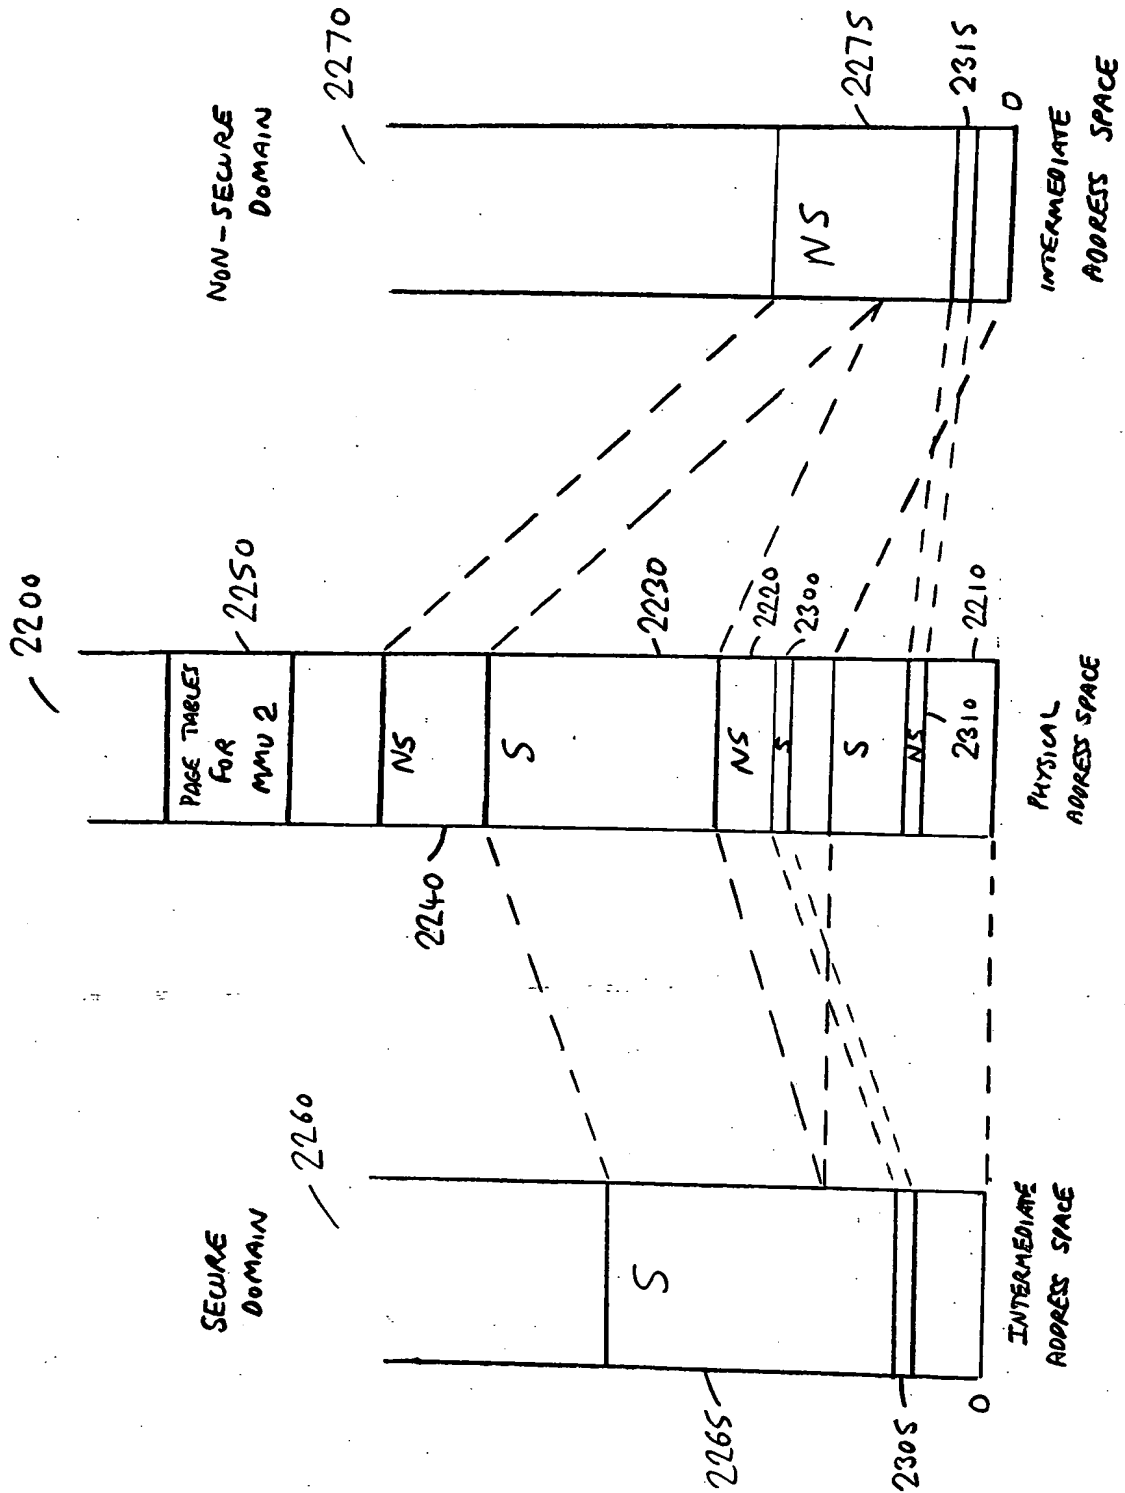 2200
SECURE
DOMAIN
2260
NON-SECURE
DOMAIN
2270
PAGE TABLES
FOR
MMU 2
2250
NS
2240
S
2230
NS
2220
S
2300
S
NS
2310
2210
S
2265
2305
0
NS
2275
2315
0
INTERMEDIATE
ADDRESS SPACE
PHYSICAL
ADDRESS SPACE
INTERMEDIATE
ADDRESS SPACE